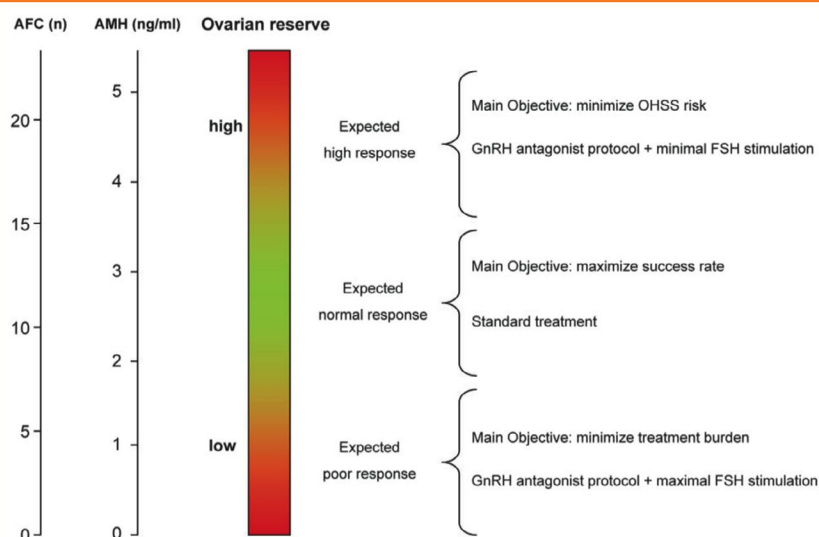 AFC (n) AMH (ng/ml) Ovarian reserve
5
20
high
Expected
high response
Main Objective: minimize OHSS risk
GnRH antagonist protocol + minimal FSH stimulation
4
15
3
Expected
normal response
Main Objective: maximize success rate
Standard treatment
10
2
5
1
low
Expected
poor response
Main Objective: minimize treatment burden
GnRH antagonist protocol + maximal FSH stimulation
0
0